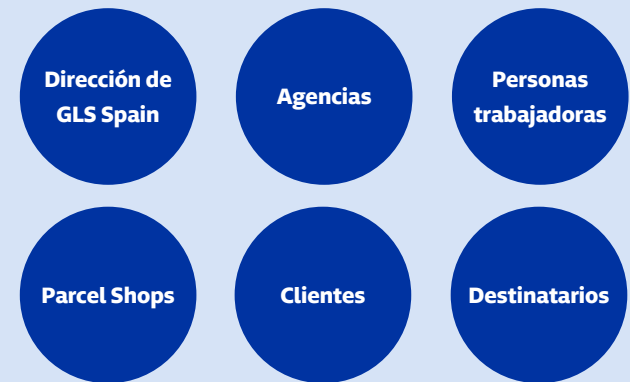 Dirección de
GLS Spain
Agencias
Personas
trabajadoras
Parcel Shops
Clientes
Destinatarios